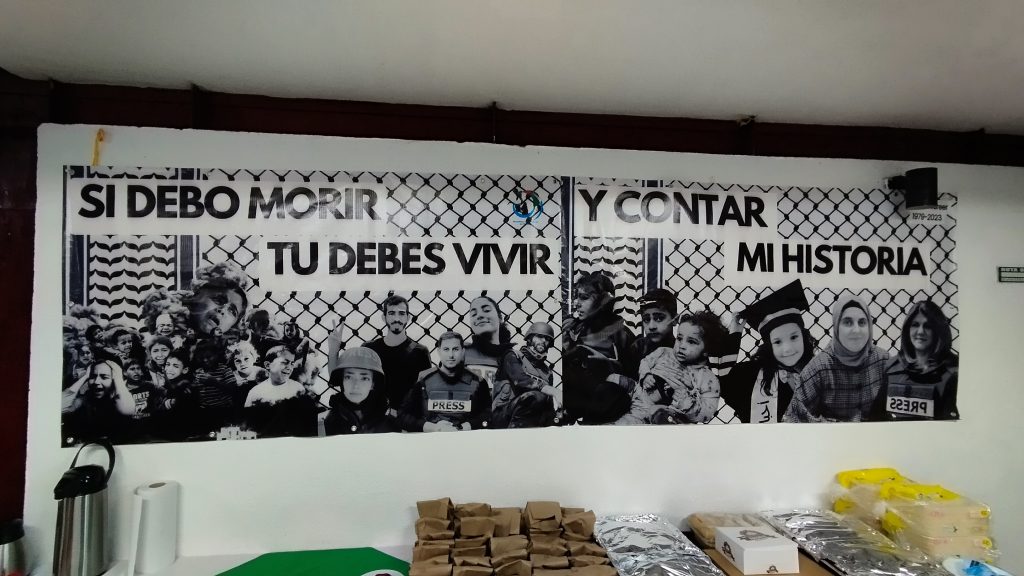 SI DEBO MORIR
TU DEBES VIVIR
Y CONTAR
MI HISTORIA
1979-2023
PRESS
PRESS